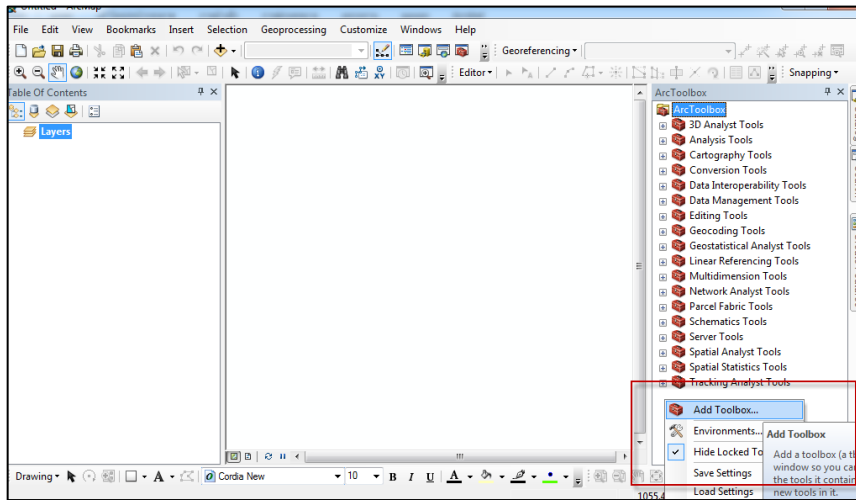 Untitled - ArcMap
File Edit View Bookmarks Insert Selection Geoprocessing Customize Windows Help
Georeferencing
Editor Snapping
Table Of Contents
Layers
ArcToolbox
ArcToolbox
3D Analyst Tools
Analysis Tools
Cartography Tools
Conversion Tools
Data Interoperability Tools
Data Management Tools
Editing Tools
Geocoding Tools
Geostatistical Analyst Tools
Linear Referencing Tools
Multidimension Tools
Network Analyst Tools
Parcel Fabric Tools
Schematics Tools
Server Tools
Spatial Analyst Tools
Spatial Statistics Tools
Tracking Analyst Tools
Add Toolbox...
Environments...
Hide Locked To
Save Settings
Load Settings
Add Toolbox
Add a toolbox (a tb
window so you ca
the tools it contain
new tools in it.
Drawing A Cordia New 10 B I U A
1055.4